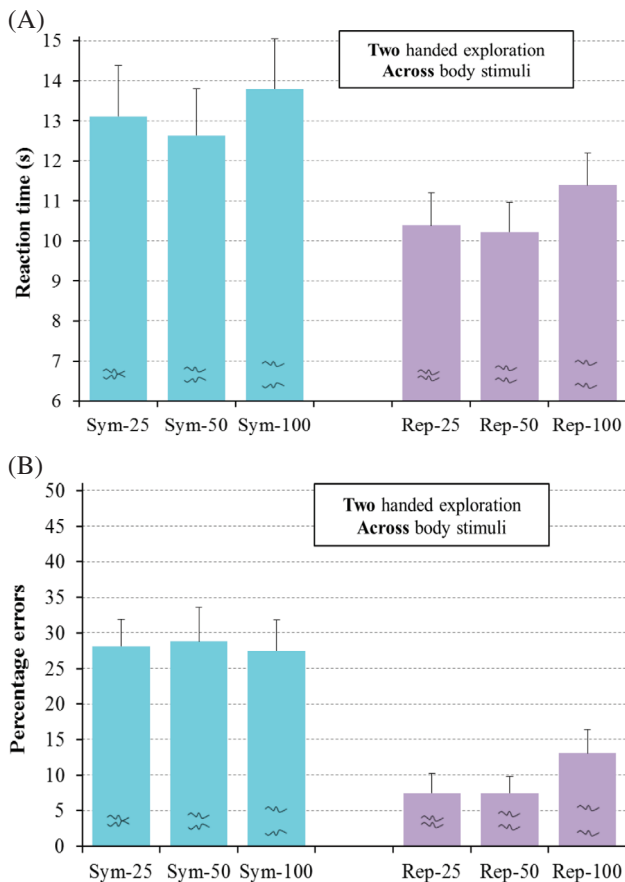 (A)
Two handed exploration
Across body stimuli
Reaction time (s)
15
14
13
12
11
10
9
8
7
6
Sym-25 Sym-50 Sym-100 Rep-25 Rep-50 Rep-100
(B)
Two handed exploration
Across body stimuli
Percentage errors
50
45
40
35
30
25
20
15
10
5
0
Sym-25 Sym-50 Sym-100 Rep-25 Rep-50 Rep-100